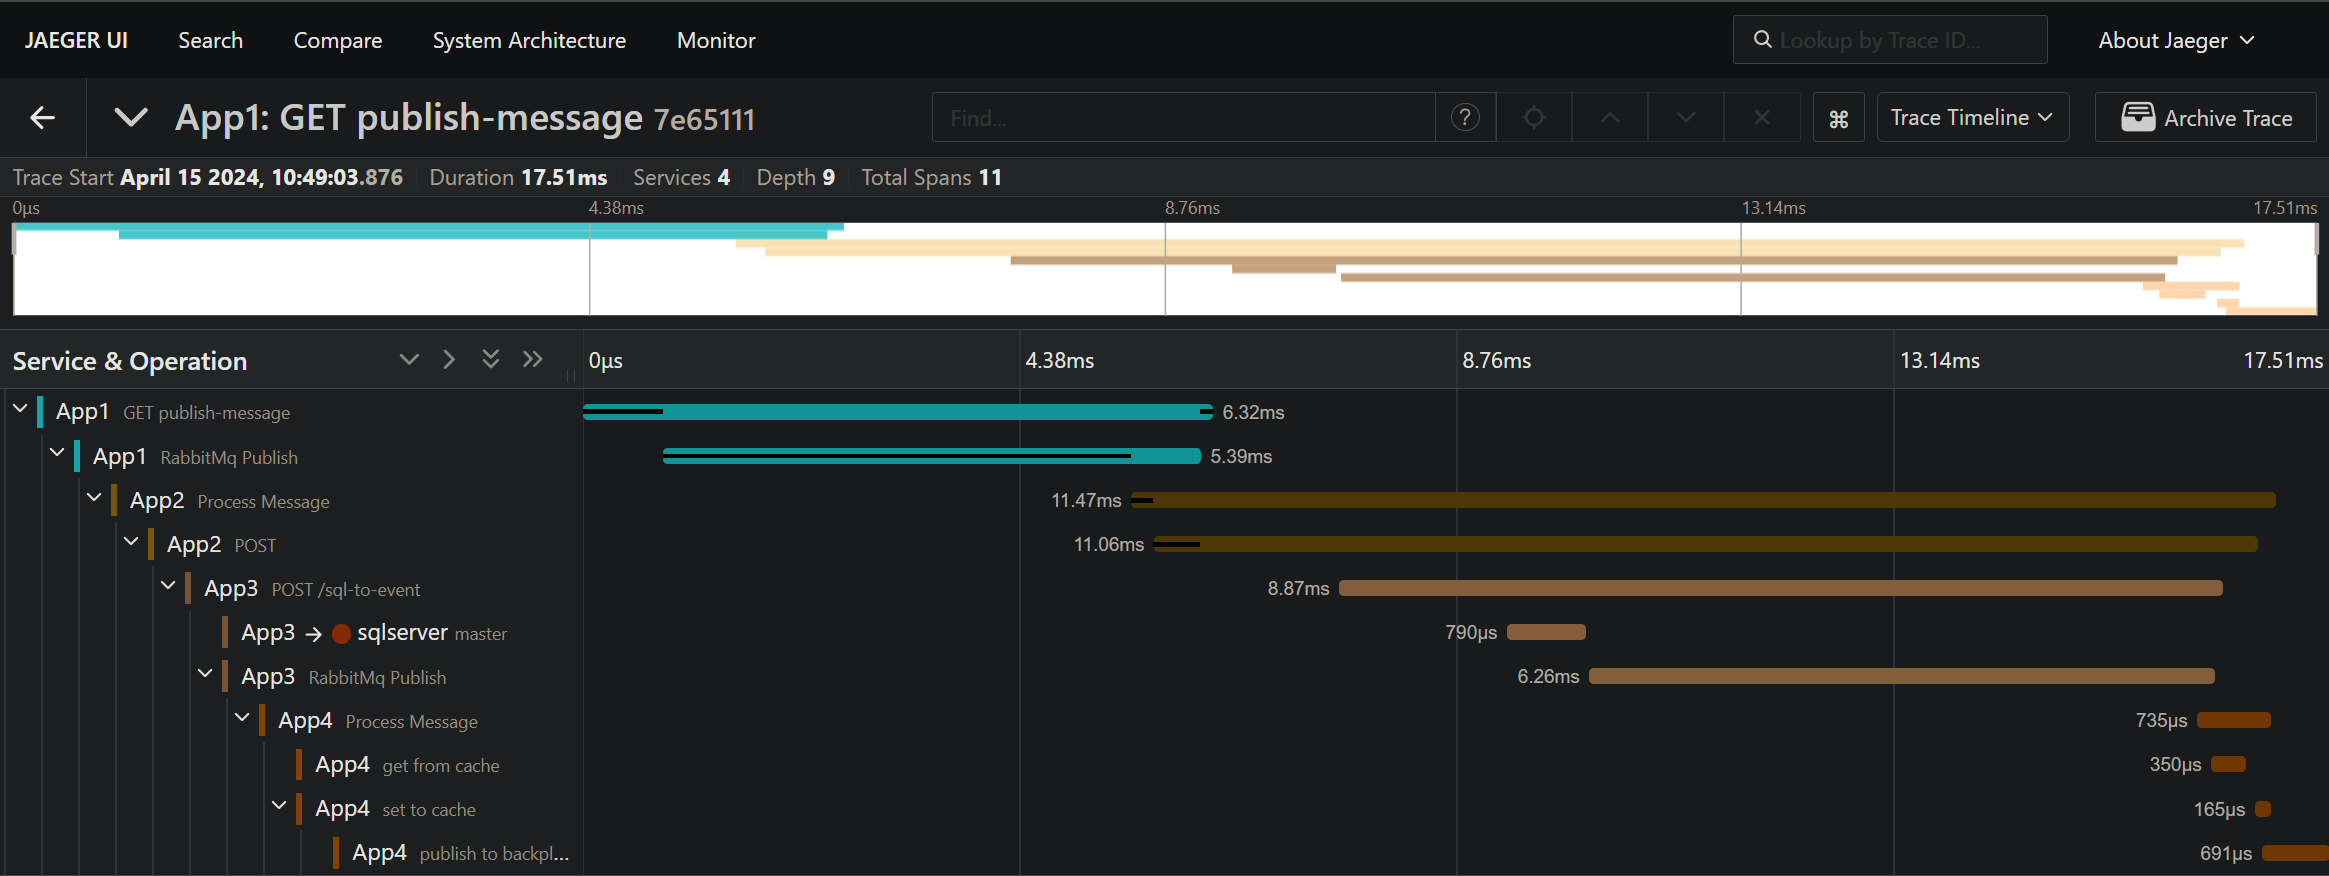 JAEGER UI Search Compare System Architecture Monitor Lookup by Trace ID... About Jaeger
App1: GET publish-message 7e65111 Find... ? ⌘ Trace Timeline Archive Trace
Trace Start April 15 2024, 10:49:03.876 Duration 17.51ms Services 4 Depth 9 Total Spans 11
0μs 4.38ms 8.76ms 13.14ms 17.51ms
Service & Operation 0μs 4.38ms 8.76ms 13.14ms 17.51ms
App1 GET publish-message 6.32ms
App1 RabbitMq Publish 5.39ms
App2 Process Message 11.47ms
App2 POST 11.06ms
App3 POST /sql-to-event 8.87ms
App3 → sqlserver master 790μs
App3 RabbitMq Publish 6.26ms
App4 Process Message 735μs
App4 get from cache 350μs
App4 set to cache 165μs
App4 publish to backpl... 691μs